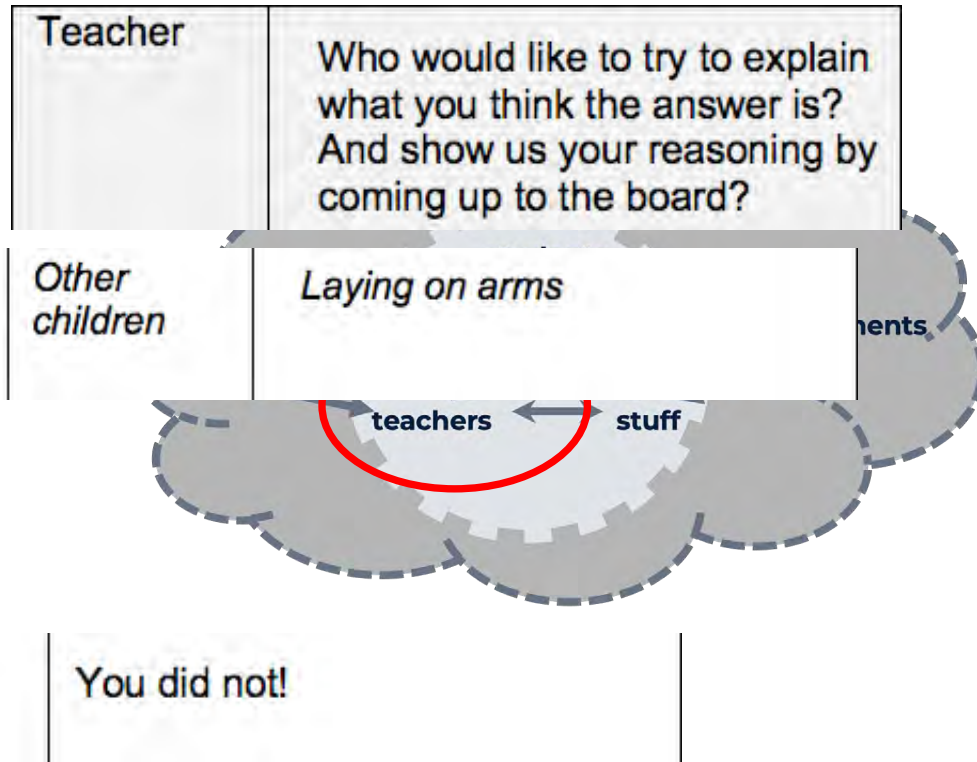 Teacher
Who would like to try to explain
what you think the answer is?
And show us your reasoning by
coming up to the board?
Other
children
Laying on arms
teachers
stuff
You did not!